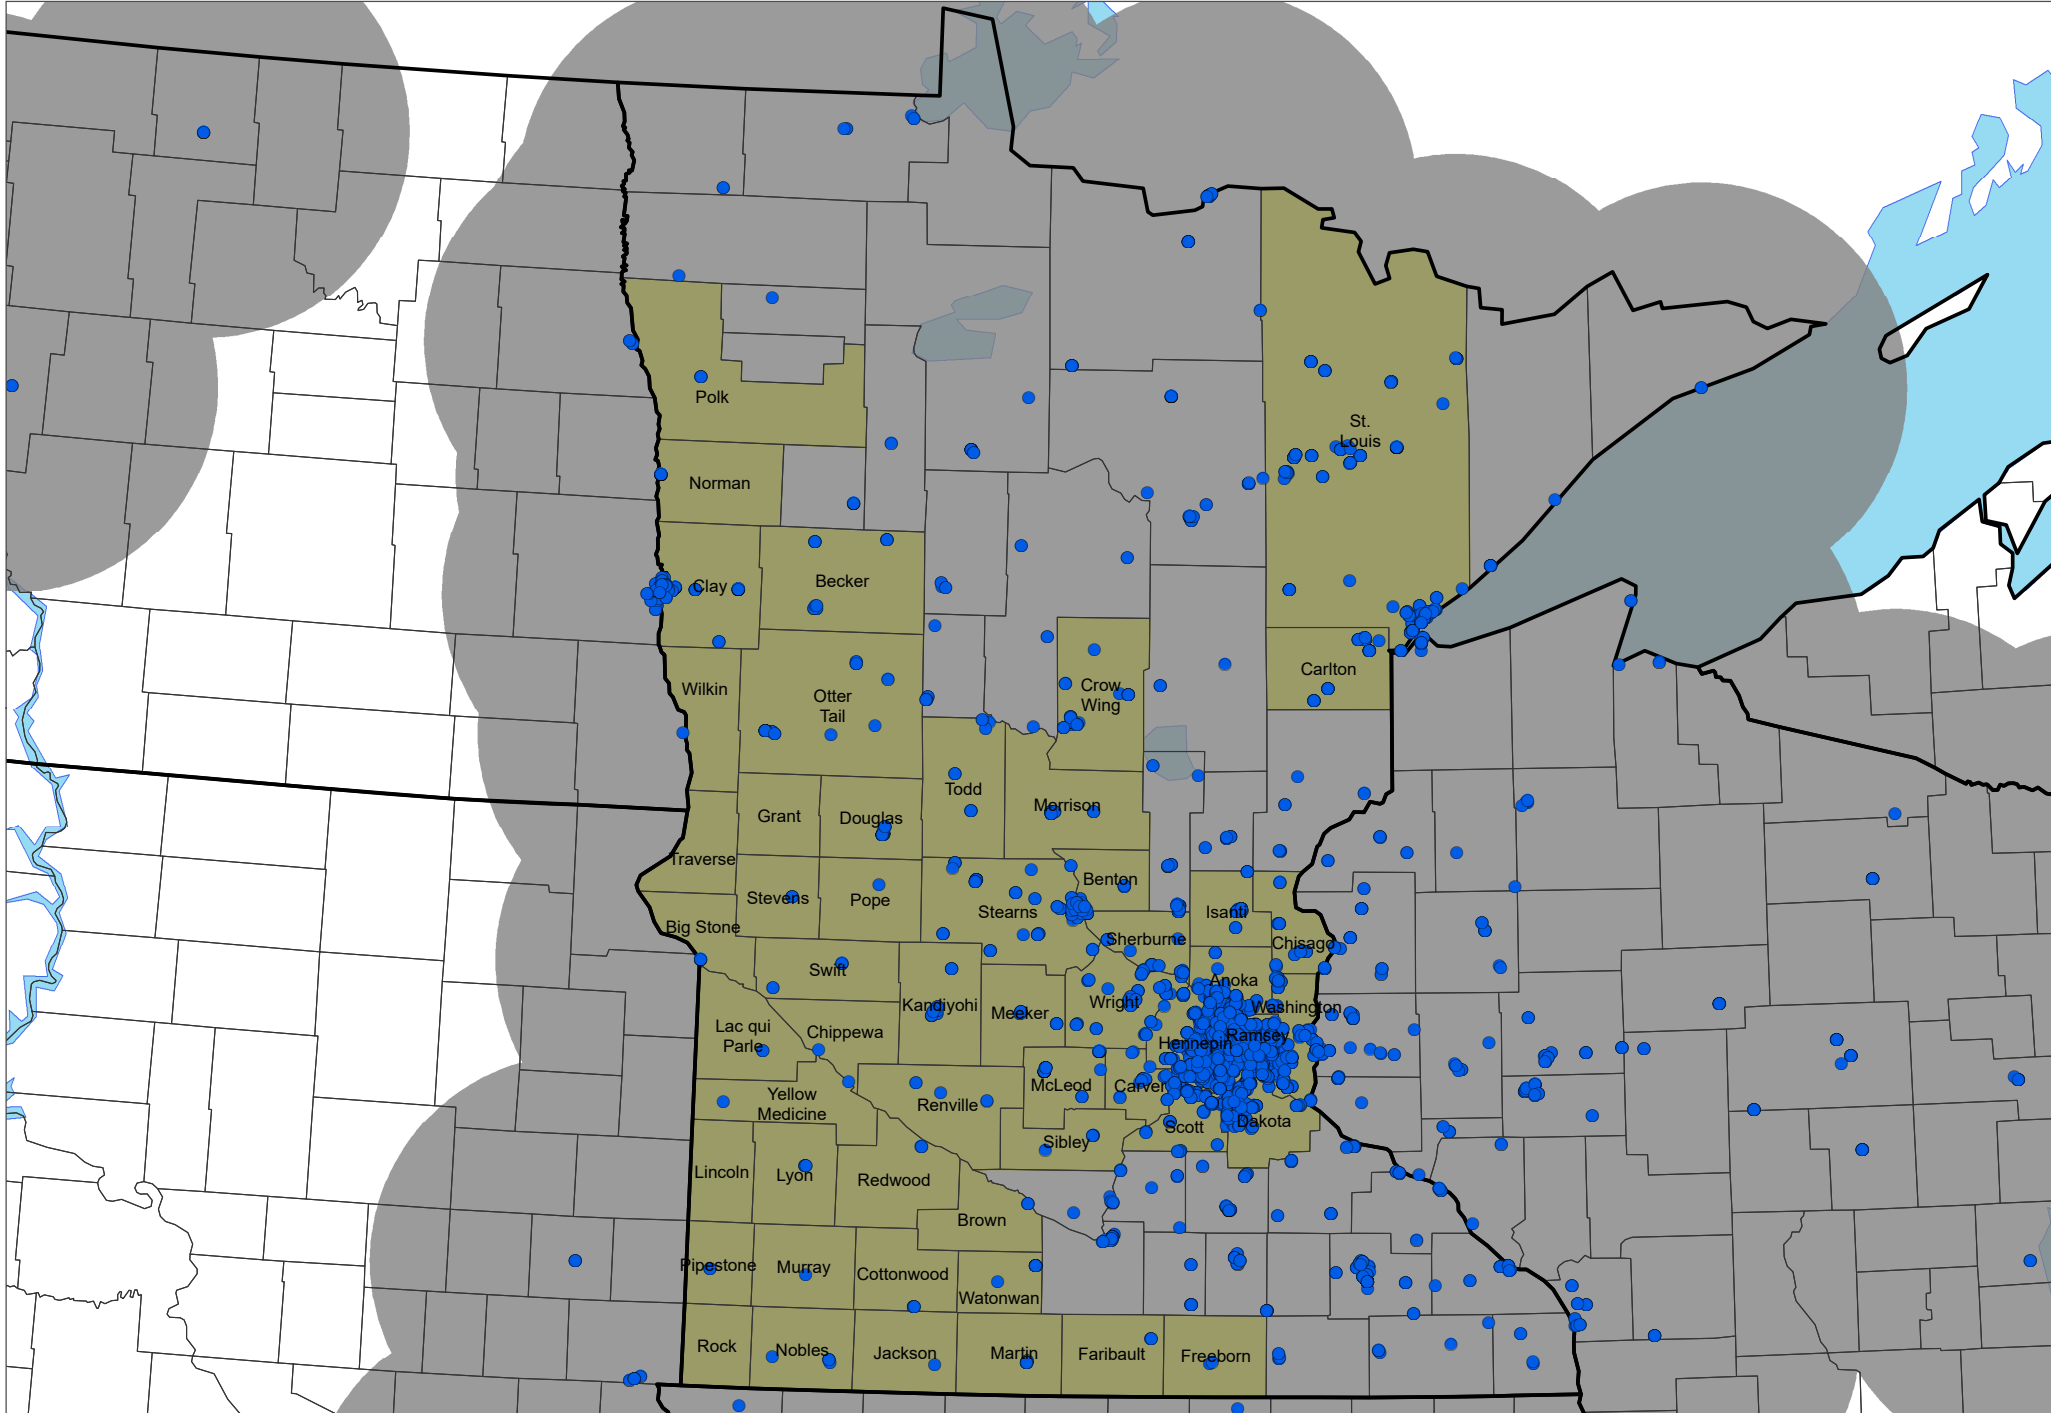 Polk
St.
Louis
Norman
Clay
Becker
Wilkin
Otter
Tail
Crow
Wing
Carlton
Todd
Morrison
Grant
Douglas
Traverse
Stevens
Pope
Benton
Big Stone
Stearns
Isanti
Sherburne
Chisago
Swift
Anoka
Kandiyohi
Meeker
Wright
Washington
Lac qui
Parle
Chippewa
Hennepin
Ramsey
Yellow
Medicine
Renville
McLeod
Carver
Sibley
Scott
Dakota
Lincoln
Lyon
Redwood
Brown
Pipestone
Murray
Cottonwood
Watonwan
Rock
Nobles
Jackson
Martin
Faribault
Freeborn